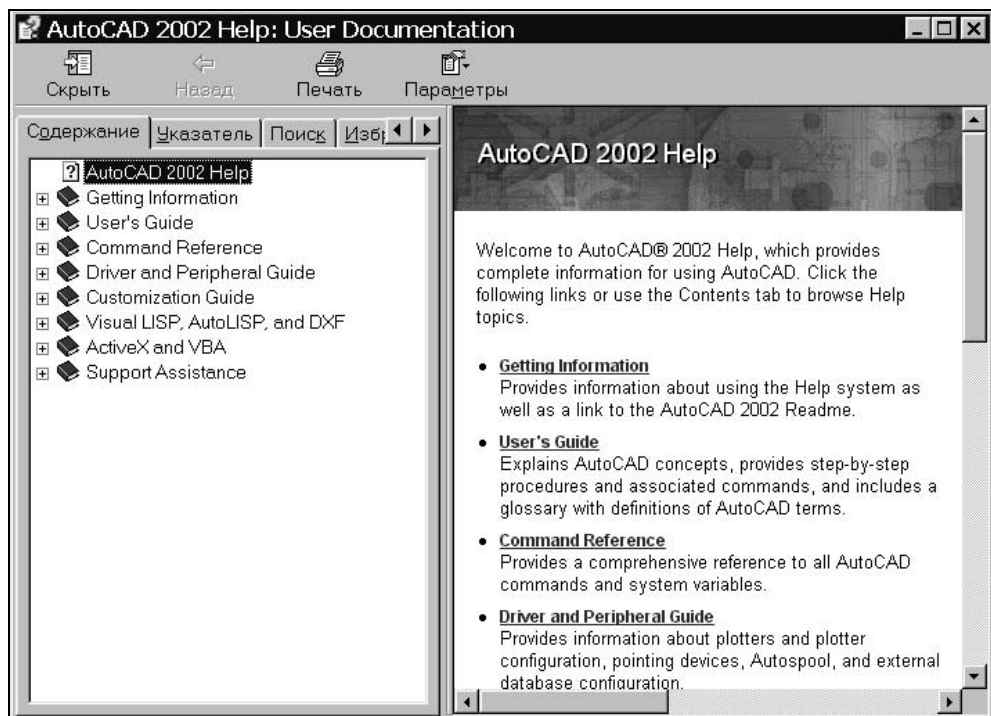 AutoCAD 2002 Help: User Documentation
Скрыть Назад Печать Параметры
Содержание Указатель Поиск Изб
AutoCAD 2002 Help
Getting Information
User's Guide
Command Reference
Driver and Peripheral Guide
Customization Guide
Visual LISP, AutoLISP, and DXF
ActiveX and VBA
Support Assistance
AutoCAD 2002 Help
Welcome to AutoCAD® 2002 Help, which provides
complete information for using AutoCAD. Click the
following links or use the Contents tab to browse Help
topics.
• Getting Information
Provides information about using the Help system as
well as a link to the AutoCAD 2002 Readme.
• User's Guide
Explains AutoCAD concepts, provides step-by-step
procedures and associated commands, and includes a
glossary with definitions of AutoCAD terms.
• Command Reference
Provides a comprehensive reference to all AutoCAD
commands and system variables.
• Driver and Peripheral Guide
Provides information about plotters and plotter
configuration, pointing devices, Autospool, and external
database configuration.